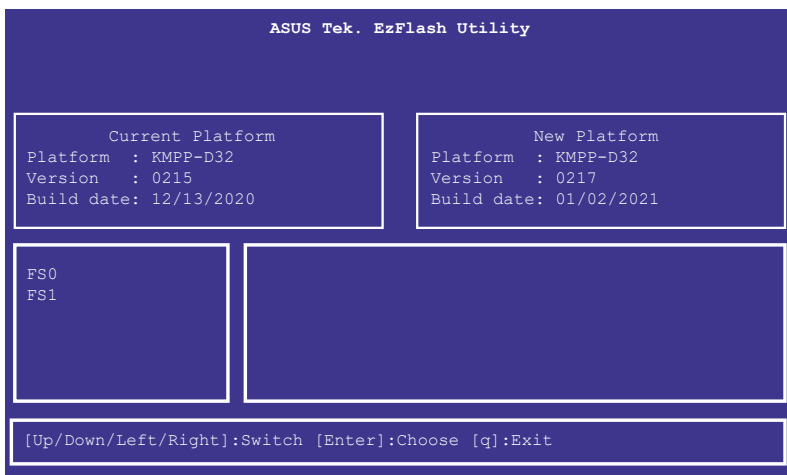 ASUS Tek. EzFlash Utility
Current Platform
Platform : KMPP-D32
Version : 0215
Build date: 12/13/2020
New Platform
Platform : KMPP-D32
Version : 0217
Build date: 01/02/2021
FS0
FS1
[Up/Down/Left/Right]:Switch [Enter]:Choose [q]:Exit